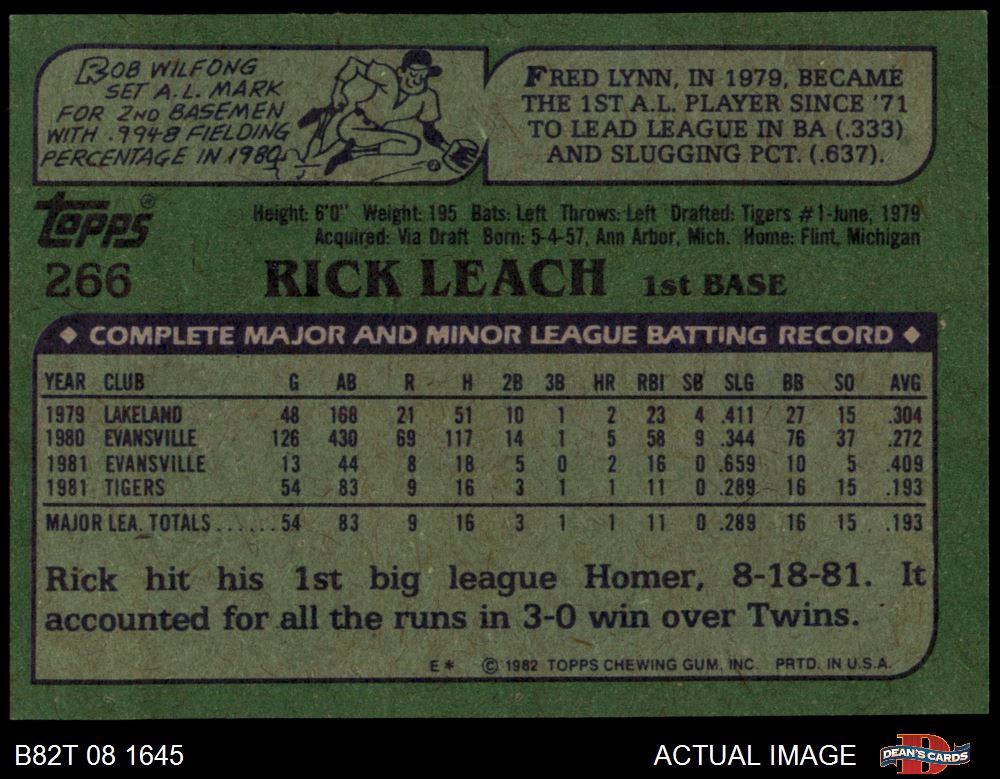 ROB WILFONG
SET A.L. MARK
FOR 2ND BASEMEN
WITH .9948 FIELDING
PERCENTAGE IN 1980
FRED LYNN, IN 1979, BECAME
THE 1ST A.L. PLAYER SINCE '71
TO LEAD LEAGUE IN BA (.333)
AND SLUGGING PCT. (.637).
Topps®
Height: 6'0" Weight: 195 Bats: Left Throws: Left Drafted: Tigers #1-June, 1979
Acquired: Via Draft Born: 5-4-57, Ann Arbor, Mich. Home: Flint, Michigan
266 RICK LEACH 1st BASE
◆ COMPLETE MAJOR AND MINOR LEAGUE BATTING RECORD ◆
YEAR CLUB G AB R H 2B 3B HR RBI SB SLG BB SO AVG
1979 LAKELAND 48 168 21 51 10 1 2 23 4 .411 27 15 .304
1980 EVANSVILLE 126 430 69 117 14 1 5 58 9 .344 76 37 .272
1981 EVANSVILLE 13 44 8 18 5 0 2 16 0 .659 10 5 .409
1981 TIGERS 54 83 9 16 3 1 1 11 0 .289 16 15 .193
MAJOR LEA. TOTALS......54 83 9 16 3 1 1 11 0 .289 16 15 .193
Rick hit his 1st big league Homer, 8-18-81. It
accounted for all the runs in 3-0 win over Twins.
E* © 1982 TOPPS CHEWING GUM, INC. PRTD. IN U.S.A.
B82T 08 1645 ACTUAL IMAGE DEAN'S CARDS